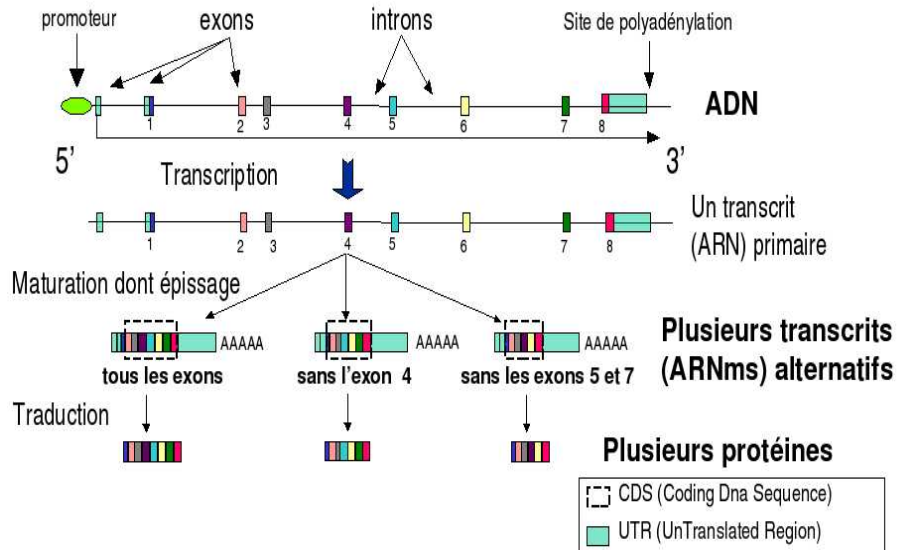 promoteur
exons
introns
Site de polyadénylation
ADN
1 2 3 4 5 6 7 8
5’
3’
Transcription
Un transcrit
(ARN) primaire
1 2 3 4 5 6 7 8
Maturation dont épissage
AAAAA AAAAA AAAAA
Plusieurs transcrits
(ARNms) alternatifs
tous les exons
sans l’exon 4
sans les exons 5 et 7
Traduction
Plusieurs protéines
CDS (Coding Dna Sequence)
UTR (UnTranslated Region)